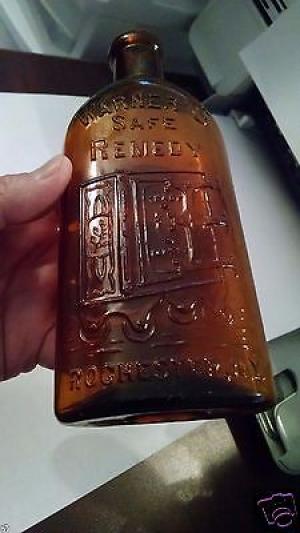 WARNER'S
SAFE
REMEDY
ROCHESTER, N.Y.